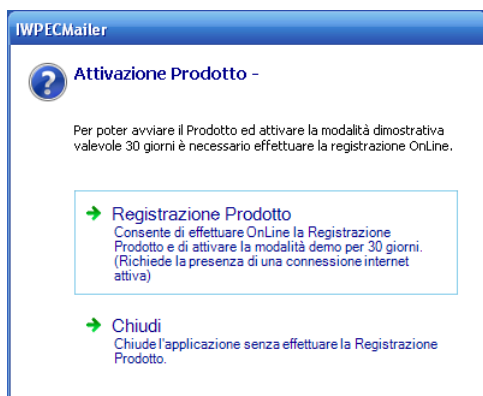 IWPECMailer
Attivazione Prodotto -
Per poter avviare il Prodotto ed attivare la modalità dimostrativa
valevole 30 giorni è necessario effettuare la registrazione OnLine.
Registrazione Prodotto
Consente di effettuare OnLine la Registrazione
Prodotto e di attivare la modalità demo per 30 giorni.
(Richiede la presenza di una connessione internet
attiva)
Chiudi
Chiude l'applicazione senza effettuare la Registrazione
Prodotto.